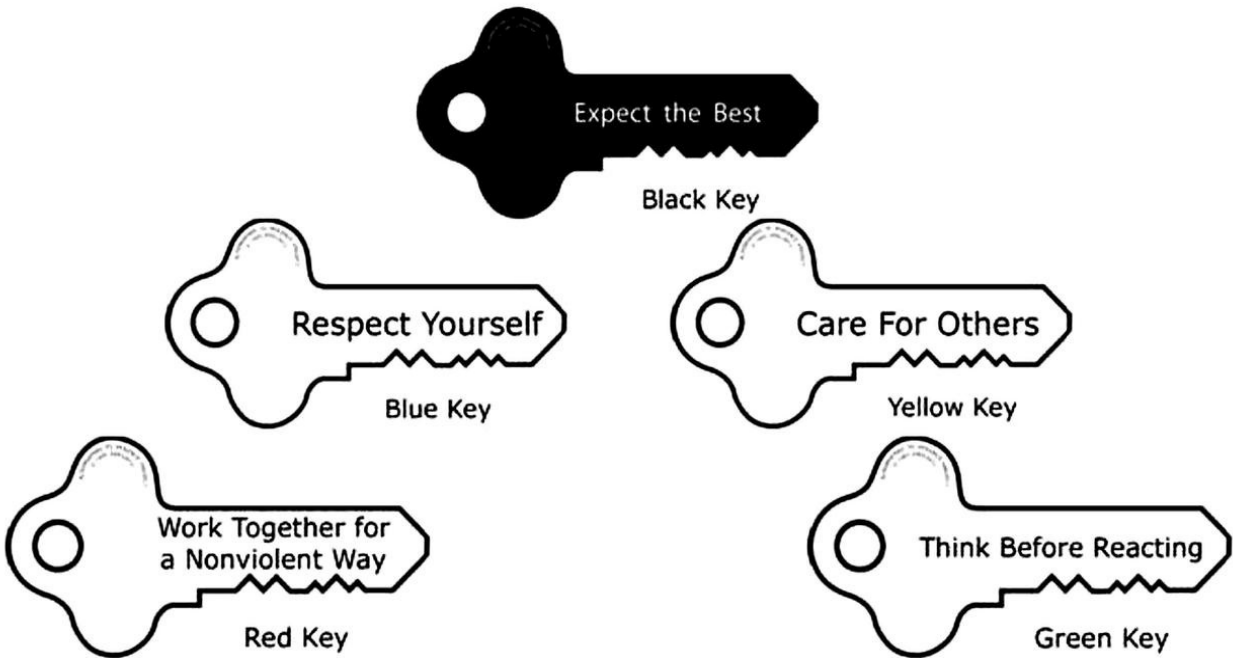 Expect the Best
Black Key
Respect Yourself
Blue Key
Care For Others
Yellow Key
Work Together for
a Nonviolent Way
Red Key
Think Before Reacting
Green Key